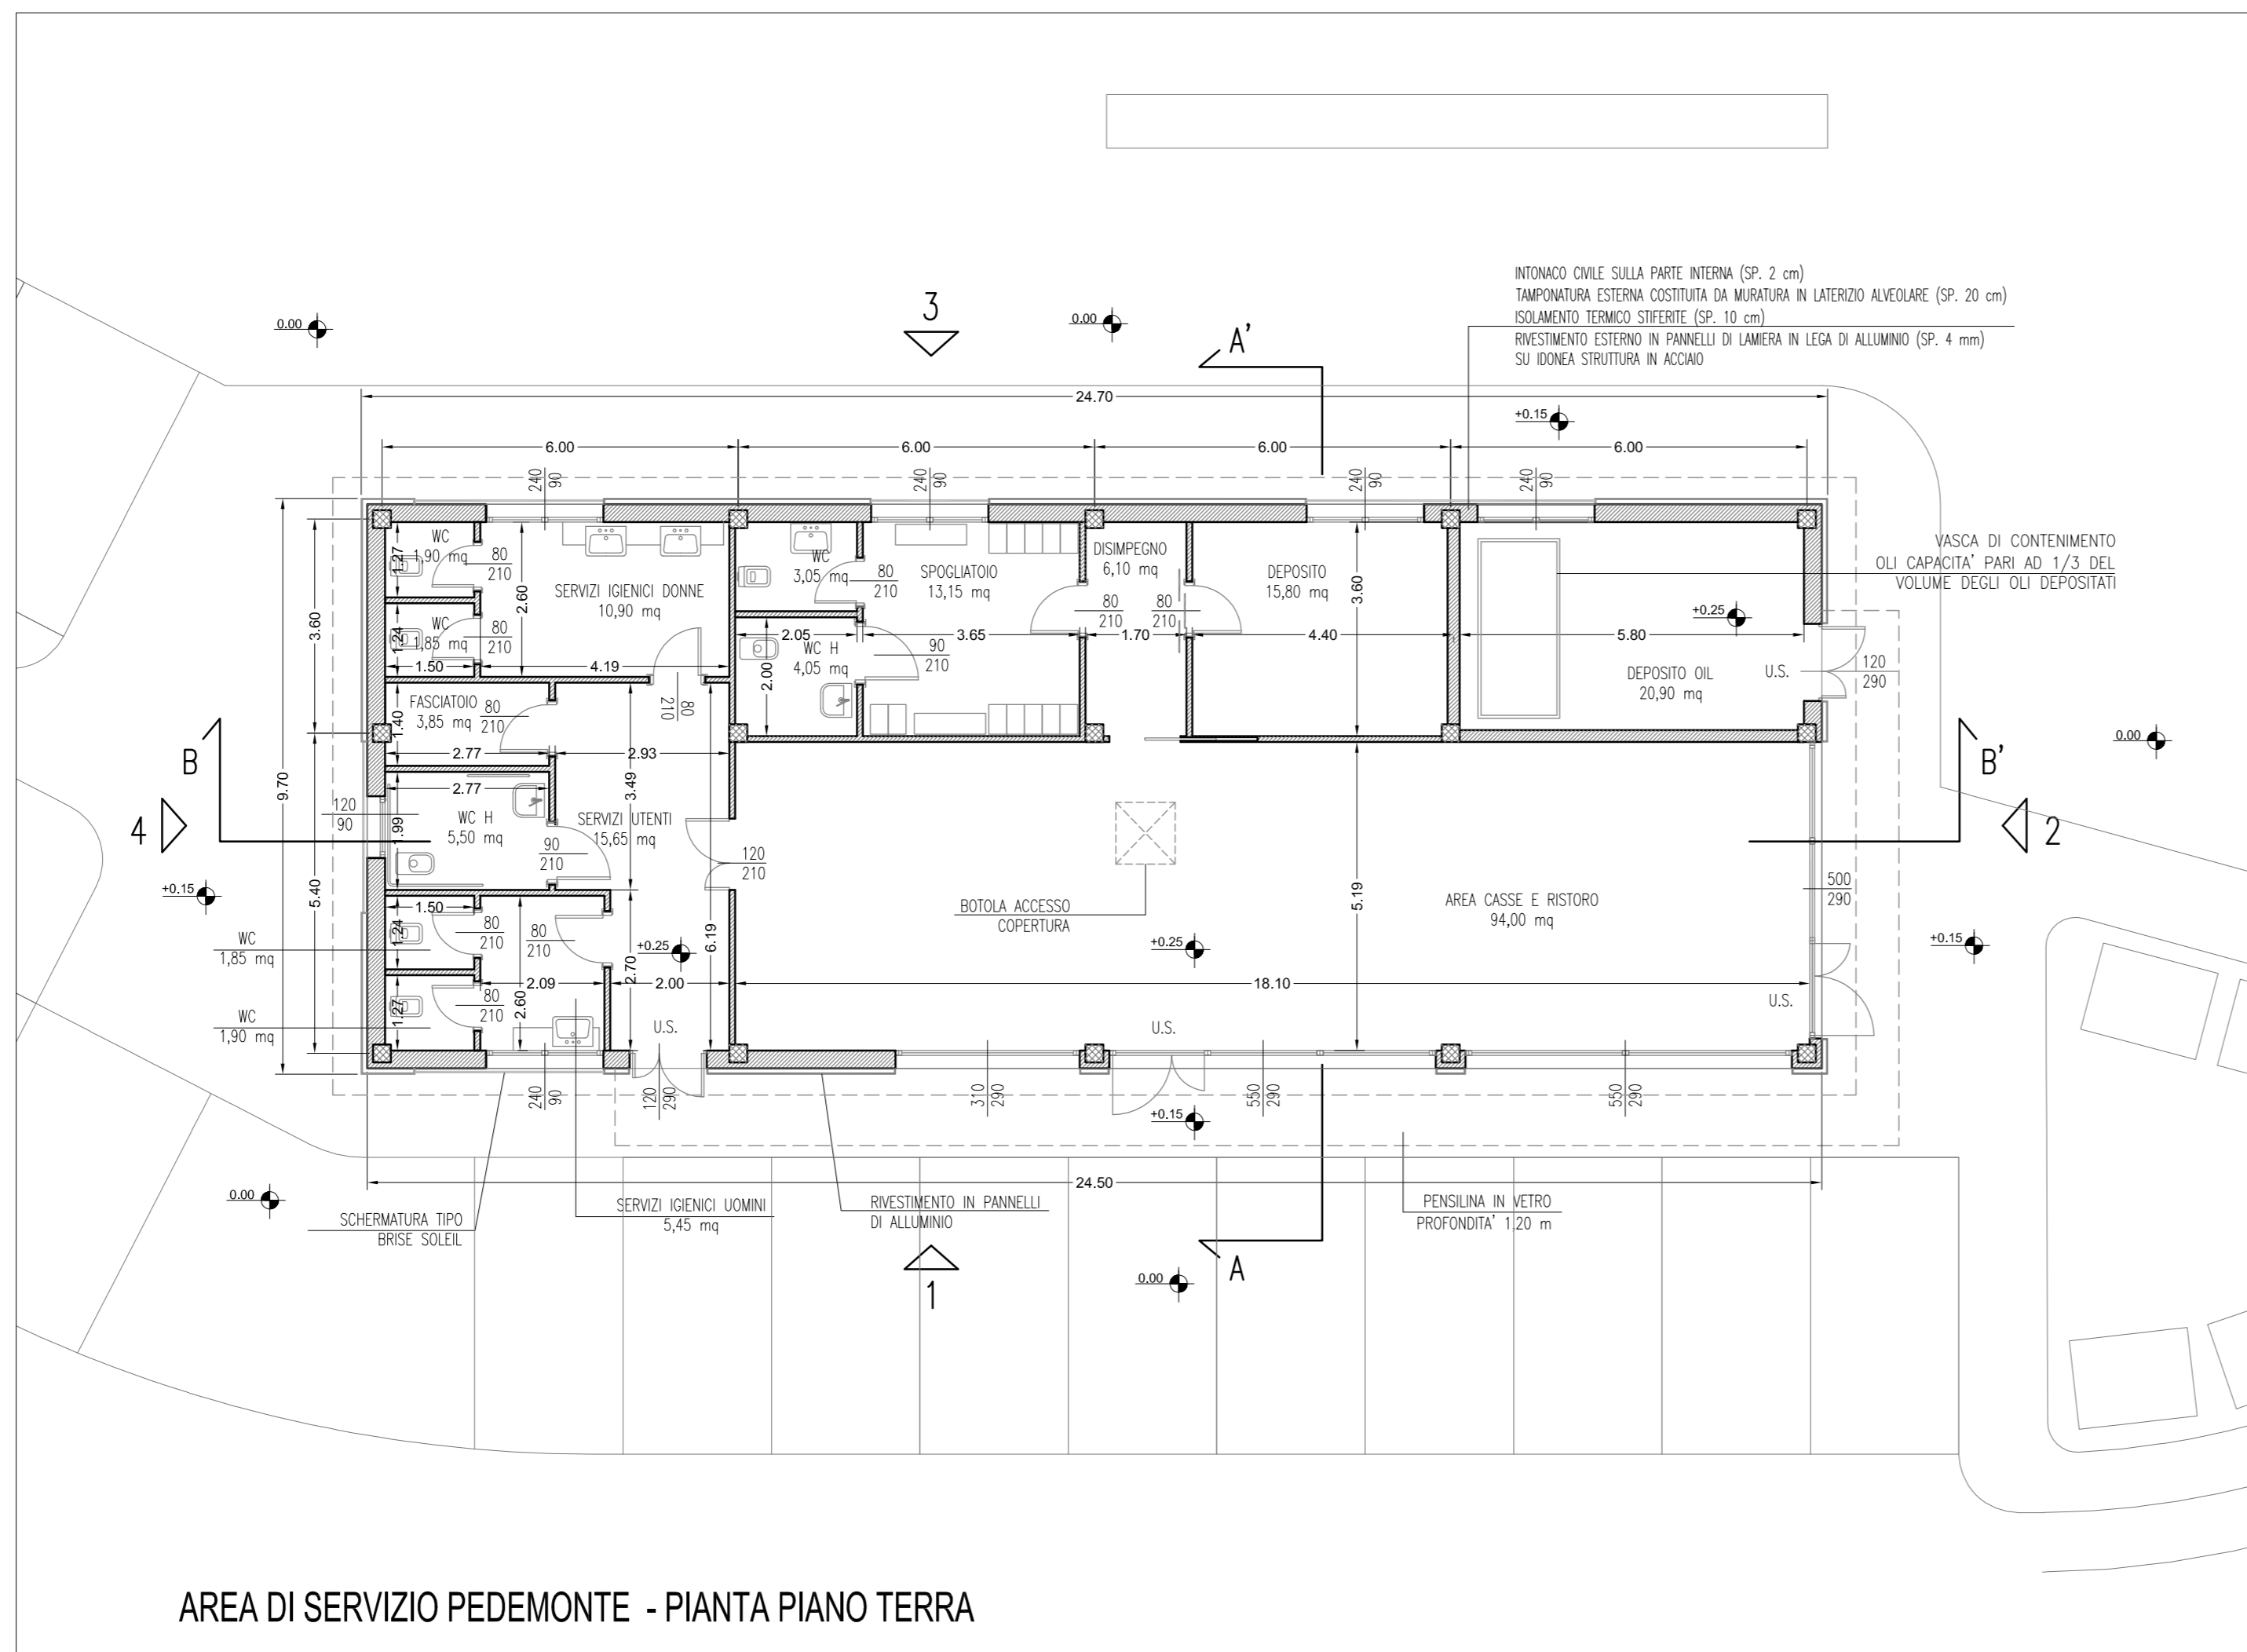 INTONACO CIVILE SULLA PARTE INTERNA (SP. 2 cm)
TAMPONATURA ESTERNA COSTITUITA DA MURATURA IN LATERIZIO ALVEOLARE (SP. 20 cm)
ISOLAMENTO TERMICO STIFERITE (SP. 10 cm)
RIVESTIMENTO ESTERNO IN PANNELLI DI LAMIERA IN LEGA DI ALLUMINIO (SP. 4 mm)
SU IDONEA STRUTTURA IN ACCIAIO
3
0.00
0.00
A'
24.70
+0.15
6.00
6.00
6.00
6.00
240
90
240
90
240
90
240
90
VASCA DI CONTENIMENTO
OLI CAPACITA' PARI AD 1/3 DEL
VOLUME DEGLI OLI DEPOSITATI
WC
1,90 mq
1.27
80
210
2.60
SERVIZI IGIENICI DONNE
10,90 mq
WC
3,05 mq
80
210
SPOGLIATOIO
13,15 mq
DISIMPEGNO
6,10 mq
80
210
80
210
DEPOSITO
15,80 mq
3.60
+0.25
3.60
WC
1,85 mq
1.24
80
210
1.50
4.19
2.05
3.65
1.70
4.40
5.80
WC H
4,05 mq
2.00
90
210
DEPOSITO OIL
20,90 mq
U.S.
120
290
FASCIATOIO
3,85 mq
1.40
80
210
80
210
2.77
2.93
B
B'
0.00
9.70
3.49
2.77
120
90
1.99
WC H
5,50 mq
SERVIZI UTENTI
15,65 mq
90
210
120
210
4
2
+0.15
5.40
1.50
1.24
80
210
80
210
WC
1,85 mq
+0.25
6.19
2.70
BOTOLA ACCESSO
COPERTURA
+0.25
5.19
AREA CASSE E RISTORO
94,00 mq
500
290
+0.15
2.09
2.00
18.10
1.27
80
210
2.60
WC
1,90 mq
U.S.
U.S.
U.S.
240
90
120
290
310
290
550
290
550
290
+0.15
24.50
0.00
SCHERMATURA TIPO
BRISE SOLEIL
SERVIZI IGIENICI UOMINI
5,45 mq
RIVESTIMENTO IN PANNELLI
DI ALLUMINIO
PENSILINA IN VETRO
PROFONDITA' 1.20 m
1
A
0.00
AREA DI SERVIZIO PEDEMONTE - PIANTA PIANO TERRA